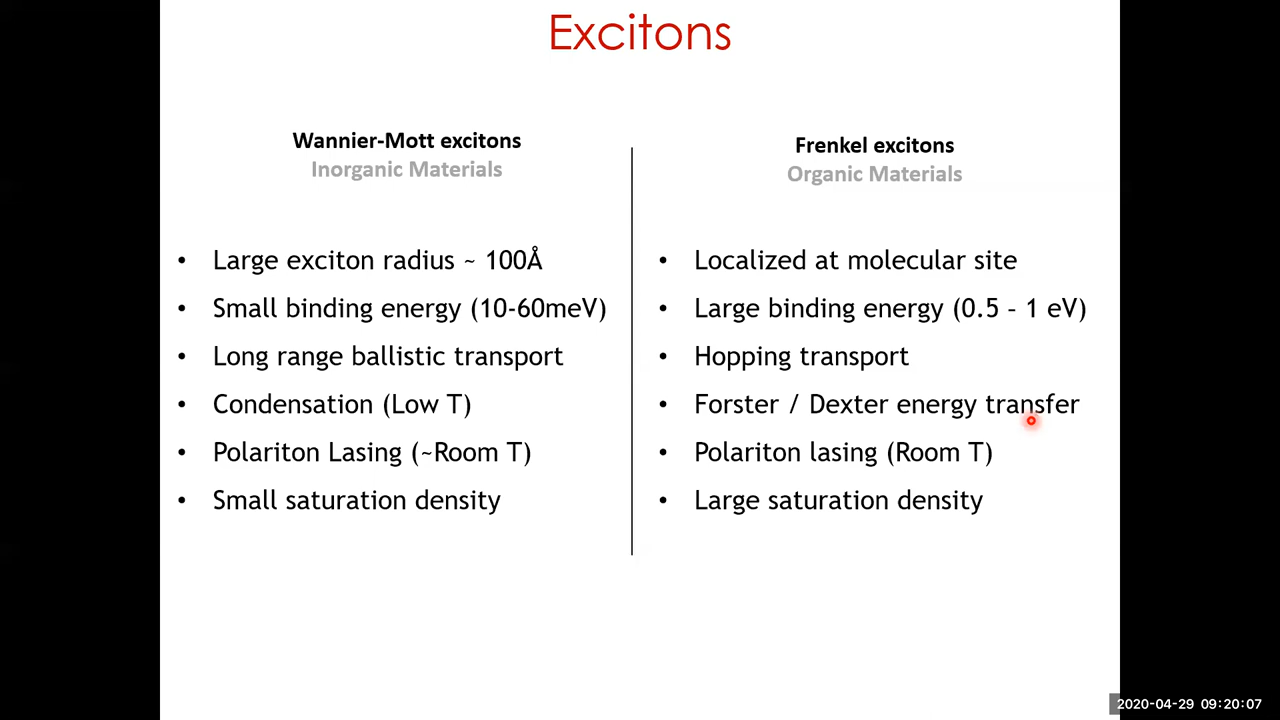 Excitons
Wannier-Mott excitons
Inorganic Materials
• Large exciton radius ~ 100Å
• Small binding energy (10-60meV)
• Long range ballistic transport
• Condensation (Low T)
• Polariton Lasing (~Room T)
• Small saturation density
Frenkel excitons
Organic Materials
• Localized at molecular site
• Large binding energy (0.5 – 1 eV)
• Hopping transport
• Forster / Dexter energy transfer
• Polariton lasing (Room T)
• Large saturation density
2020-04-29 09:20:07